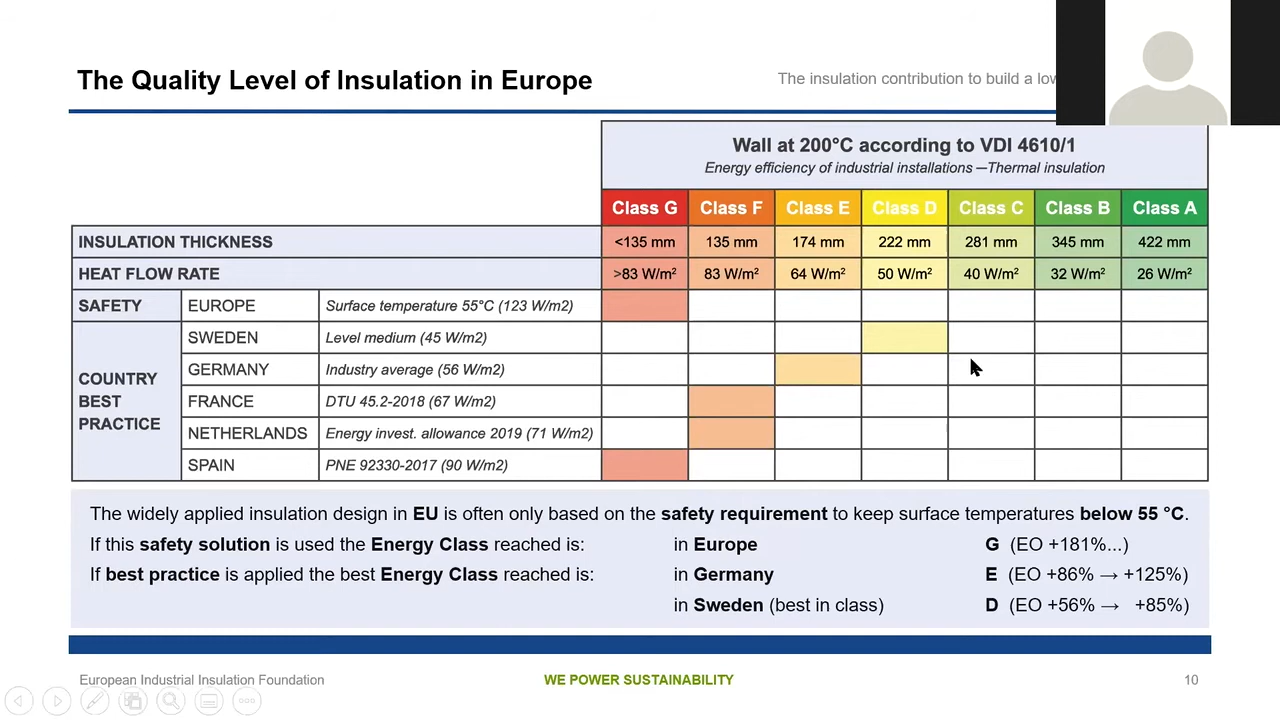 The Quality Level of Insulation in Europe
The insulation contribution to build a low
Wall at 200°C according to VDI 4610/1
Energy efficiency of industrial installations —Thermal insulation
Class G Class F Class E Class D Class C Class B Class A
INSULATION THICKNESS <135 mm 135 mm 174 mm 222 mm 281 mm 345 mm 422 mm
HEAT FLOW RATE >83 W/m² 83 W/m² 64 W/m² 50 W/m² 40 W/m² 32 W/m² 26 W/m²
SAFETY EUROPE Surface temperature 55°C (123 W/m2)
COUNTRY BEST PRACTICE
SWEDEN Level medium (45 W/m2)
GERMANY Industry average (56 W/m2)
FRANCE DTU 45.2-2018 (67 W/m2)
NETHERLANDS Energy invest. allowance 2019 (71 W/m2)
SPAIN PNE 92330-2017 (90 W/m2)
The widely applied insulation design in EU is often only based on the safety requirement to keep surface temperatures below 55 °C.
If this safety solution is used the Energy Class reached is: in Europe G (EO +181%...)
If best practice is applied the best Energy Class reached is: in Germany E (EO +86% → +125%)
in Sweden (best in class) D (EO +56% → +85%)
European Industrial Insulation Foundation WE POWER SUSTAINABILITY 10